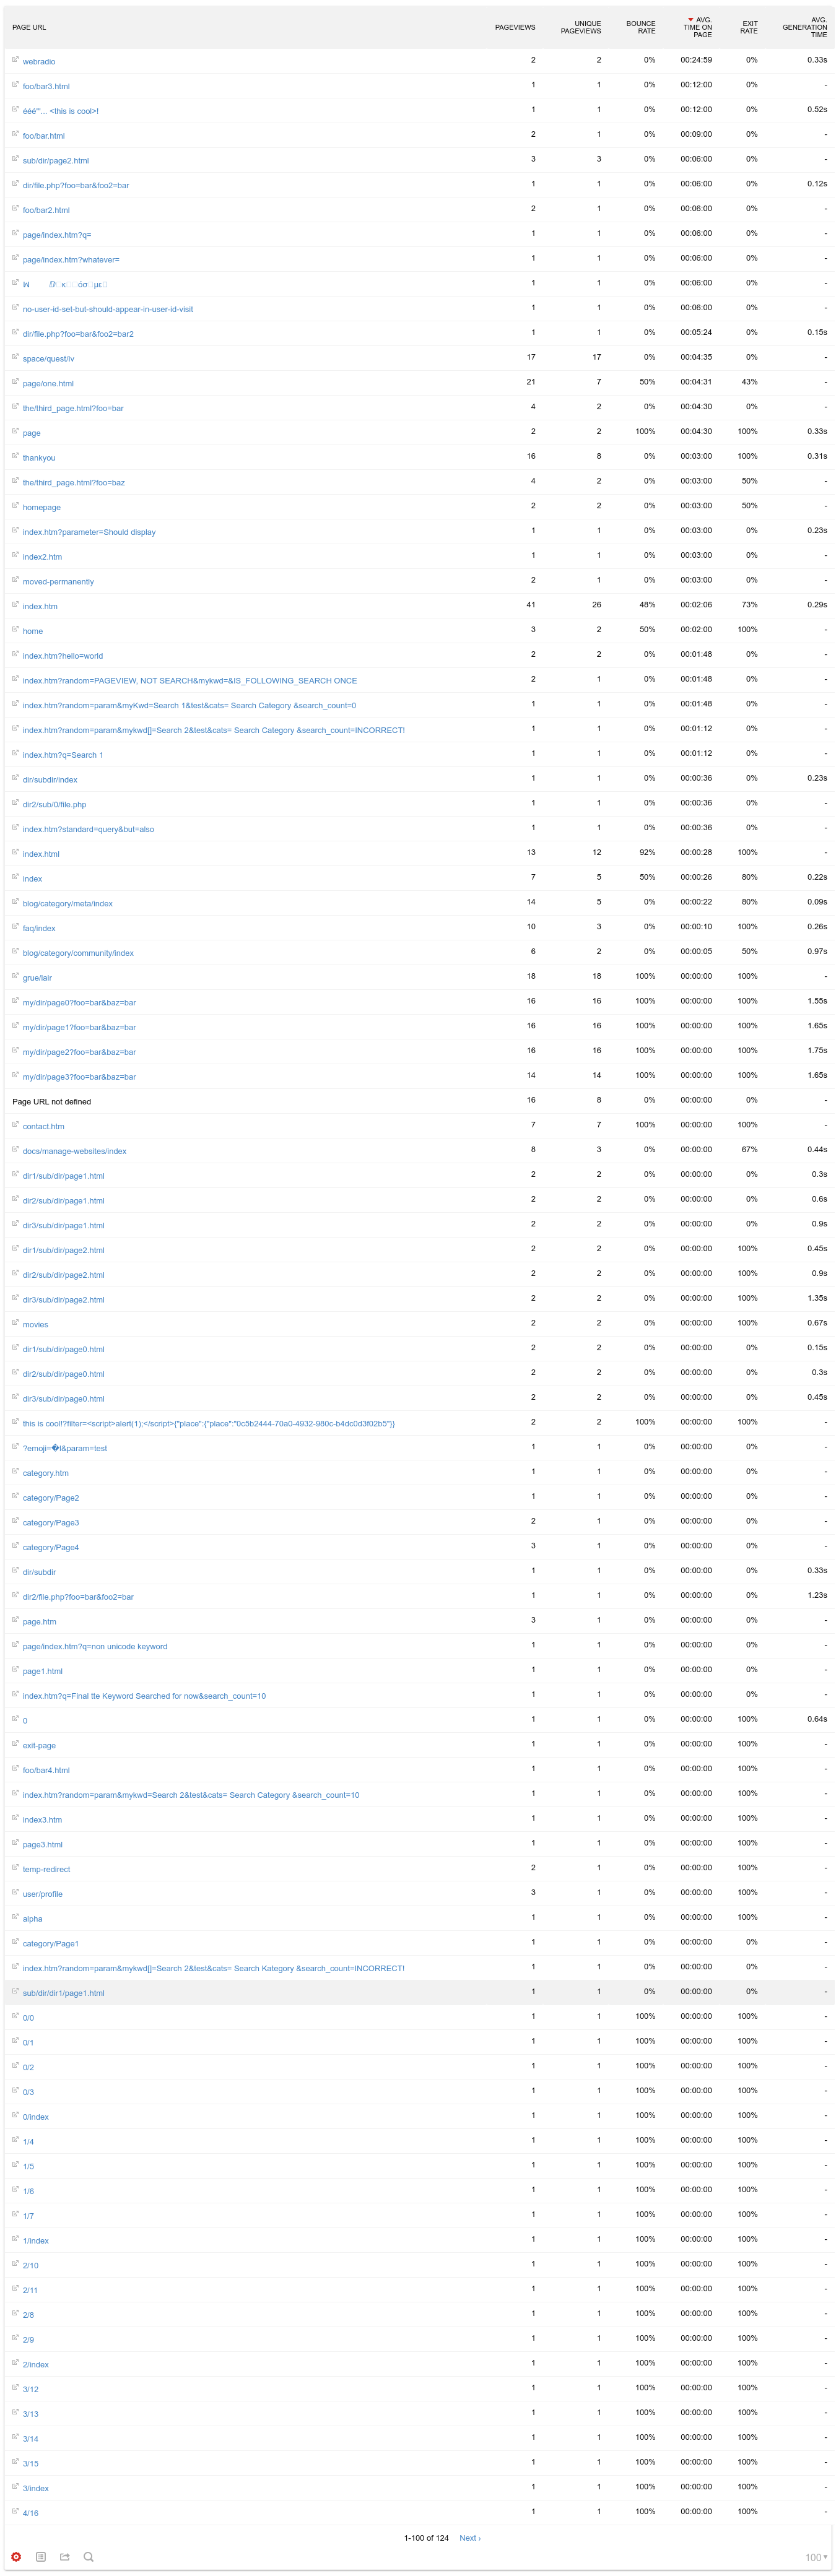 PAGE URL PAGEVIEWS UNIQUE PAGEVIEWS BOUNCE RATE AVG. TIME ON PAGE EXIT RATE AVG. GENERATION TIME
webradio 2 2 0% 00:24:59 0% 0.33s
foo/bar3.html 1 1 0% 00:12:00 0% -
ééé"'... <this is cool>! 1 1 0% 00:12:00 0% 0.52s
foo/bar.html 2 1 0% 00:09:00 0% -
sub/dir/page2.html 3 3 0% 00:06:00 0% -
dir/file.php?foo=bar&foo2=bar 1 1 0% 00:06:00 0% 0.12s
foo/bar2.html 2 1 0% 00:06:00 0% -
page/index.htm?q= 1 1 0% 00:06:00 0% -
page/index.htm?whatever= 1 1 0% 00:06:00 0% -
1 1 0% 00:06:00 0% -
no-user-id-set-but-should-appear-in-user-id-visit 1 1 0% 00:06:00 0% -
dir/file.php?foo=bar&foo2=bar2 1 1 0% 00:05:24 0% 0.15s
space/quest/iv 17 17 0% 00:04:35 0% -
page/one.html 21 7 50% 00:04:31 43% -
the/third_page.html?foo=bar 4 2 0% 00:04:30 0% -
page 2 2 100% 00:04:30 100% 0.33s
thankyou 16 8 0% 00:03:00 100% 0.31s
the/third_page.html?foo=baz 4 2 0% 00:03:00 50% -
homepage 2 2 0% 00:03:00 50% -
index.htm?parameter=Should display 1 1 0% 00:03:00 0% 0.23s
index2.htm 1 1 0% 00:03:00 0% -
moved-permanently 2 1 0% 00:03:00 0% -
index.htm 41 26 48% 00:02:06 73% 0.29s
home 3 2 50% 00:02:00 100% -
index.htm?hello=world 2 2 0% 00:01:48 0% -
index.htm?random=PAGEVIEW, NOT SEARCH&mykwd=&IS_FOLLOWING_SEARCH ONCE 2 1 0% 00:01:48 0% -
index.htm?random=param&myKwd=Search 1&test&cats= Search Category &search_count=0 1 1 0% 00:01:48 0% -
index.htm?random=param&mykwd[]=Search 2&test&cats= Search Category &search_count=INCORRECT! 1 1 0% 00:01:12 0% -
index.htm?q=Search 1 1 1 0% 00:01:12 0% -
dir/subdir/index 1 1 0% 00:00:36 0% 0.23s
dir2/sub/0/file.php 1 1 0% 00:00:36 0% -
index.htm?standard=query&but=also 1 1 0% 00:00:36 0% -
index.html 13 12 92% 00:00:28 100% -
index 7 5 50% 00:00:26 80% 0.22s
blog/category/meta/index 14 5 0% 00:00:22 80% 0.09s
faq/index 10 3 0% 00:00:10 100% 0.26s
blog/category/community/index 6 2 0% 00:00:05 50% 0.97s
grue/lair 18 18 100% 00:00:00 100% -
my/dir/page0?foo=bar&baz=bar 16 16 100% 00:00:00 100% 1.55s
my/dir/page1?foo=bar&baz=bar 16 16 100% 00:00:00 100% 1.65s
my/dir/page2?foo=bar&baz=bar 16 16 100% 00:00:00 100% 1.75s
my/dir/page3?foo=bar&baz=bar 14 14 100% 00:00:00 100% 1.65s
Page URL not defined 16 8 0% 00:00:00 0% -
contact.htm 7 7 100% 00:00:00 100% -
docs/manage-websites/index 8 3 0% 00:00:00 67% 0.44s
dir1/sub/dir/page1.html 2 2 0% 00:00:00 0% 0.3s
dir2/sub/dir/page1.html 2 2 0% 00:00:00 0% 0.6s
dir3/sub/dir/page1.html 2 2 0% 00:00:00 0% 0.9s
dir1/sub/dir/page2.html 2 2 0% 00:00:00 100% 0.45s
dir2/sub/dir/page2.html 2 2 0% 00:00:00 100% 0.9s
dir3/sub/dir/page2.html 2 2 0% 00:00:00 100% 1.35s
movies 2 2 0% 00:00:00 100% 0.67s
dir1/sub/dir/page0.html 2 2 0% 00:00:00 0% 0.15s
dir2/sub/dir/page0.html 2 2 0% 00:00:00 0% 0.3s
dir3/sub/dir/page0.html 2 2 0% 00:00:00 0% 0.45s
this is cool!?filter=<script>alert(1);</script>{"place":{"place":"0c5b2444-70a0-4932-980c-b4dc0d3f02b5"}} 2 2 100% 00:00:00 100% -
?emoji=�l&param=test 1 1 0% 00:00:00 0% -
category.htm 1 1 0% 00:00:00 0% -
category/Page2 1 1 0% 00:00:00 0% -
category/Page3 2 1 0% 00:00:00 0% -
category/Page4 3 1 0% 00:00:00 0% -
dir/subdir 1 1 0% 00:00:00 0% 0.33s
dir2/file.php?foo=bar&foo2=bar 1 1 0% 00:00:00 0% 1.23s
page.htm 3 1 0% 00:00:00 0% -
page/index.htm?q=non unicode keyword 1 1 0% 00:00:00 0% -
page1.html 1 1 0% 00:00:00 0% -
index.htm?q=Final tte Keyword Searched for now&search_count=10 1 1 0% 00:00:00 0% -
0 1 1 0% 00:00:00 100% 0.64s
exit-page 1 1 0% 00:00:00 100% -
foo/bar4.html 1 1 0% 00:00:00 100% -
index.htm?random=param&mykwd=Search 2&test&cats= Search Category &search_count=10 1 1 0% 00:00:00 100% -
index3.htm 1 1 0% 00:00:00 100% -
page3.html 1 1 0% 00:00:00 100% -
temp-redirect 2 1 0% 00:00:00 100% -
user/profile 3 1 0% 00:00:00 100% -
alpha 1 1 0% 00:00:00 100% -
category/Page1 1 1 0% 00:00:00 0% -
index.htm?random=param&mykwd[]=Search 2&test&cats= Search Kategory &search_count=INCORRECT! 1 1 0% 00:00:00 0% -
sub/dir/dir1/page1.html 1 1 0% 00:00:00 0% -
0/0 1 1 100% 00:00:00 100% -
0/1 1 1 100% 00:00:00 100% -
0/2 1 1 100% 00:00:00 100% -
0/3 1 1 100% 00:00:00 100% -
0/index 1 1 100% 00:00:00 100% -
1/4 1 1 100% 00:00:00 100% -
1/5 1 1 100% 00:00:00 100% -
1/6 1 1 100% 00:00:00 100% -
1/7 1 1 100% 00:00:00 100% -
1/index 1 1 100% 00:00:00 100% -
2/10 1 1 100% 00:00:00 100% -
2/11 1 1 100% 00:00:00 100% -
2/8 1 1 100% 00:00:00 100% -
2/9 1 1 100% 00:00:00 100% -
2/index 1 1 100% 00:00:00 100% -
3/12 1 1 100% 00:00:00 100% -
3/13 1 1 100% 00:00:00 100% -
3/14 1 1 100% 00:00:00 100% -
3/15 1 1 100% 00:00:00 100% -
3/index 1 1 100% 00:00:00 100% -
4/16 1 1 100% 00:00:00 100% -
1-100 of 124 Next ›
100